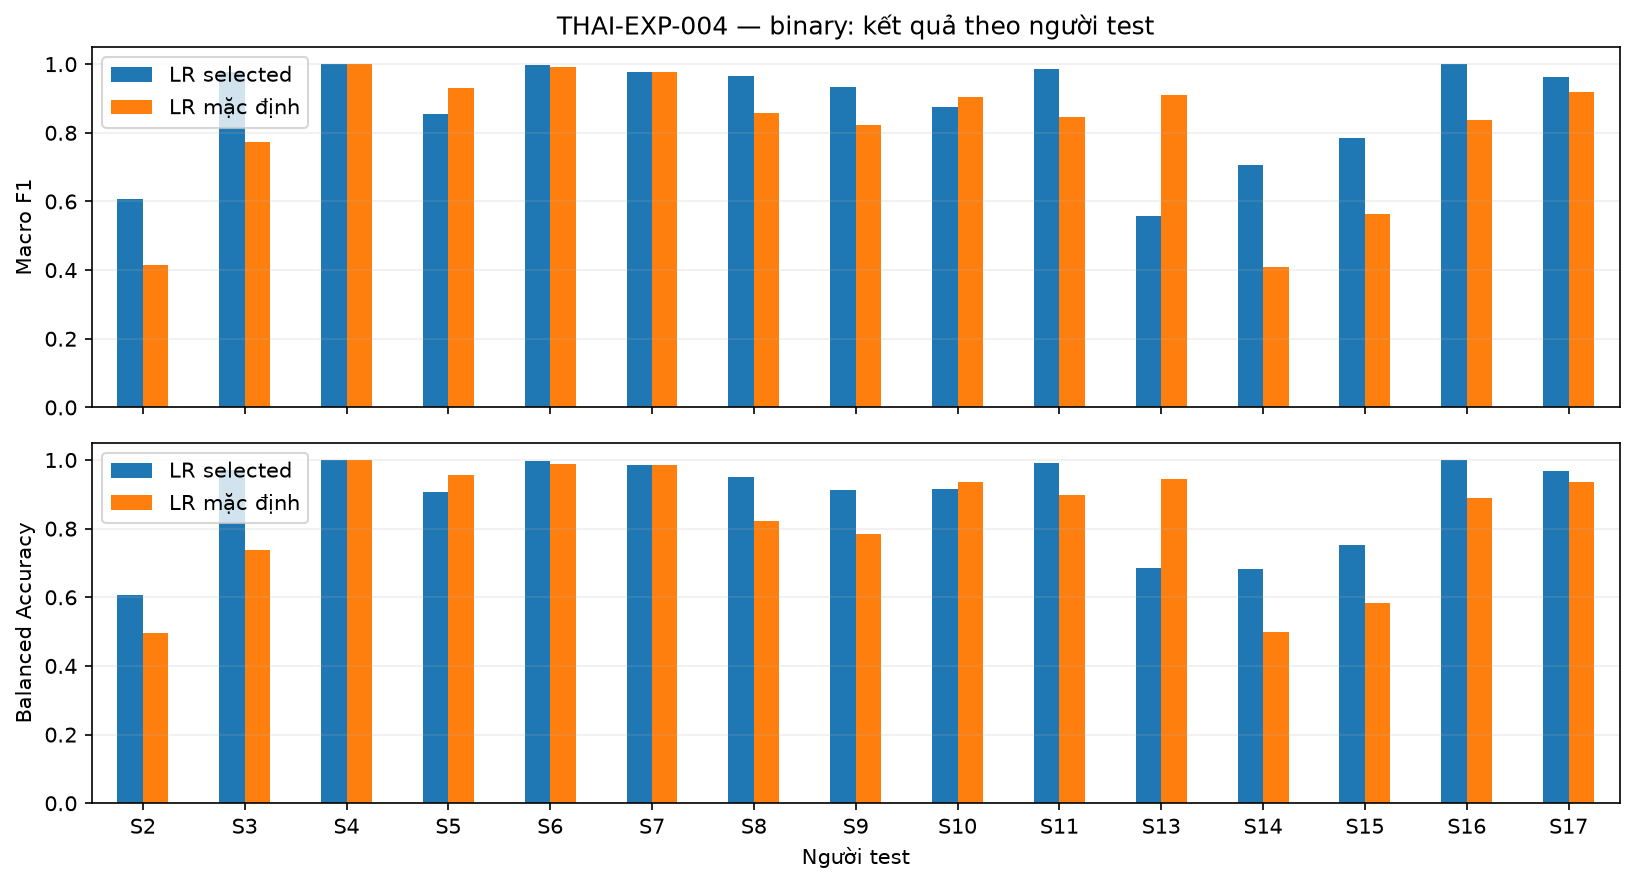 THAI-EXP-004 — binary: kết quả theo người test
LR selected
LR mặc định
Macro F1
1.0
0.8
0.6
0.4
0.2
0.0
LR selected
LR mặc định
Balanced Accuracy
1.0
0.8
0.6
0.4
0.2
0.0
S2 S3 S4 S5 S6 S7 S8 S9 S10 S11 S13 S14 S15 S16 S17
Người test